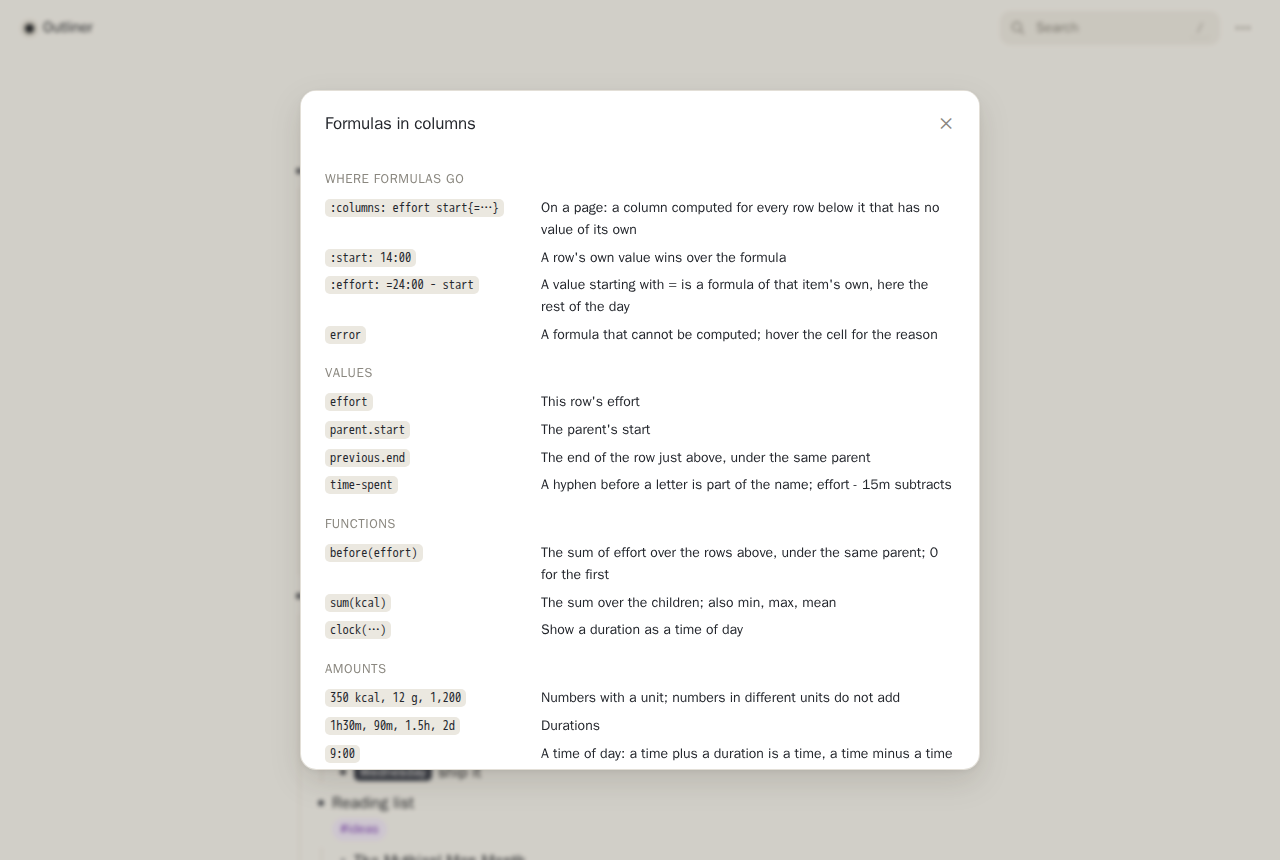 Outliner
Search /
Formulas in columns
WHERE FORMULAS GO
:columns: effort start{=⋯} On a page: a column computed for every row below it that has no
value of its own
:start: 14:00 A row's own value wins over the formula
:effort: =24:00 - start A value starting with = is a formula of that item's own, here the
rest of the day
error A formula that cannot be computed; hover the cell for the reason
VALUES
effort This row's effort
parent.start The parent's start
previous.end The end of the row just above, under the same parent
time-spent A hyphen before a letter is part of the name; effort - 15m subtracts
FUNCTIONS
before(effort) The sum of effort over the rows above, under the same parent; 0
for the first
sum(kcal) The sum over the children; also min, max, mean
clock(⋯) Show a duration as a time of day
AMOUNTS
350 kcal, 12 g, 1,200 Numbers with a unit; numbers in different units do not add
1h30m, 90m, 1.5h, 2d Durations
9:00 A time of day: a time plus a duration is a time, a time minus a time
ship it
Reading list
#ideas
The Mythical Man-Month